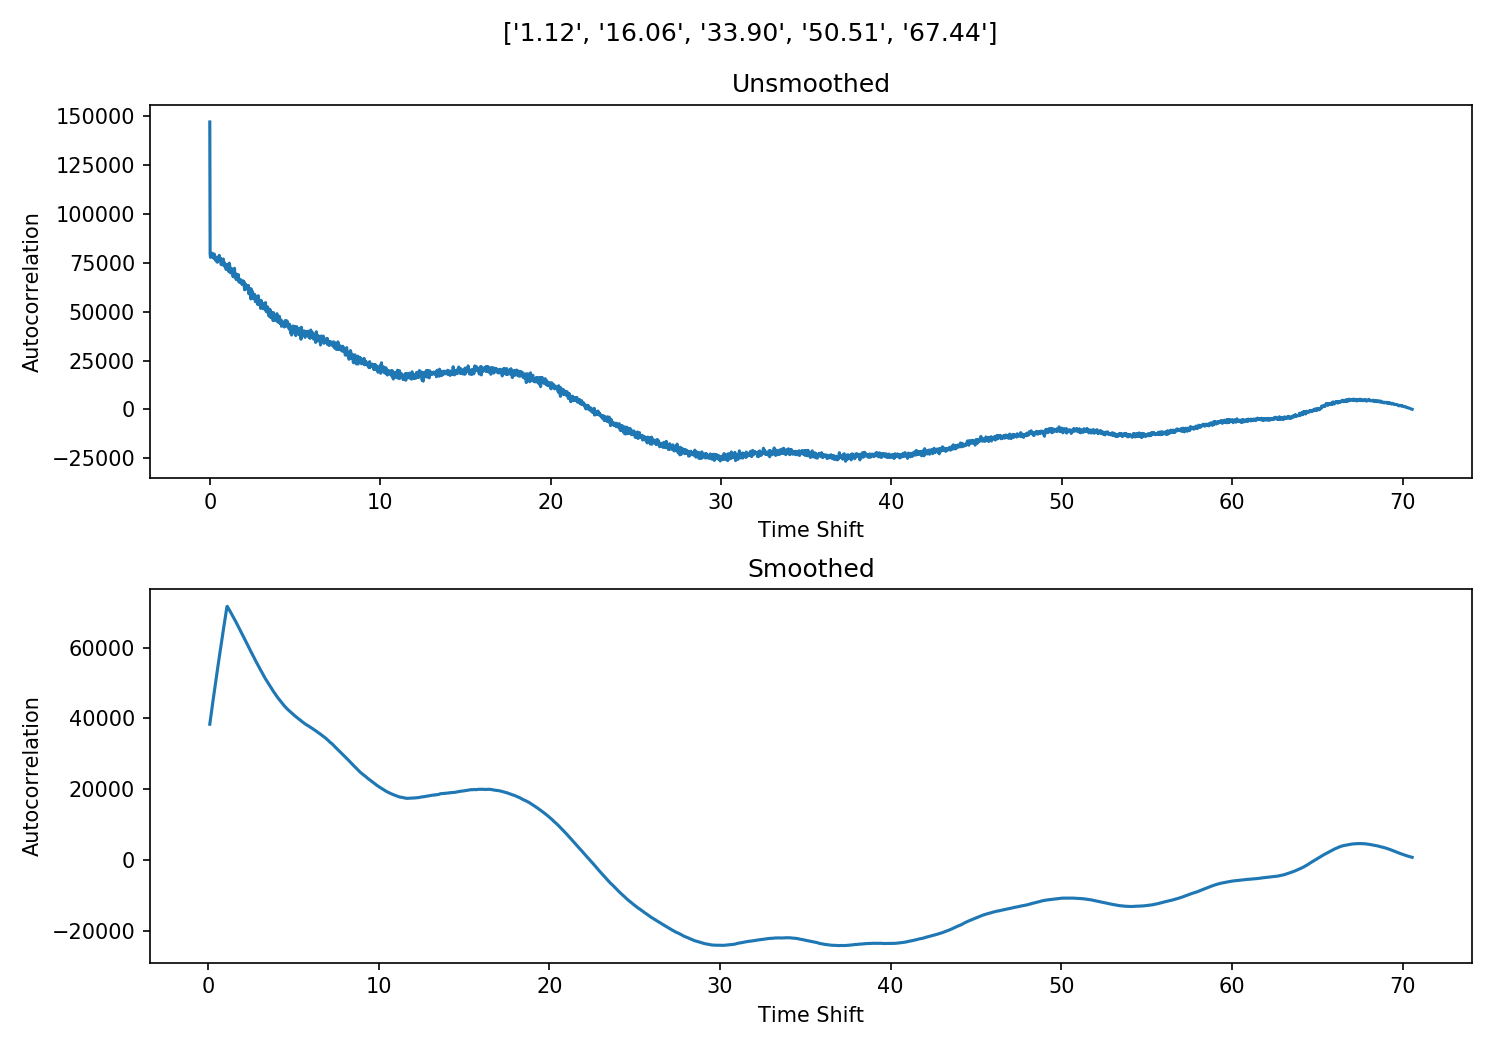 ['1.12', '16.06', '33.90', '50.51', '67.44']
Unsmoothed
150000
125000
100000
75000
50000
25000
0
−25000
Autocorrelation
0 10 20 30 40 50 60 70
Time Shift
Smoothed
60000
40000
20000
0
−20000
Autocorrelation
0 10 20 30 40 50 60 70
Time Shift